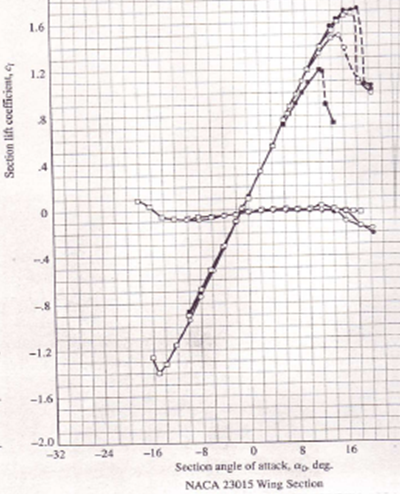 1.6
1.2
.8
.4
0
-.4
-.8
-1.2
-1.6
-2.0
Section lift coefficient, cl
-32 -24 -16 -8 0 8 16
Section angle of attack, α0, deg.
NACA 23015 Wing Section